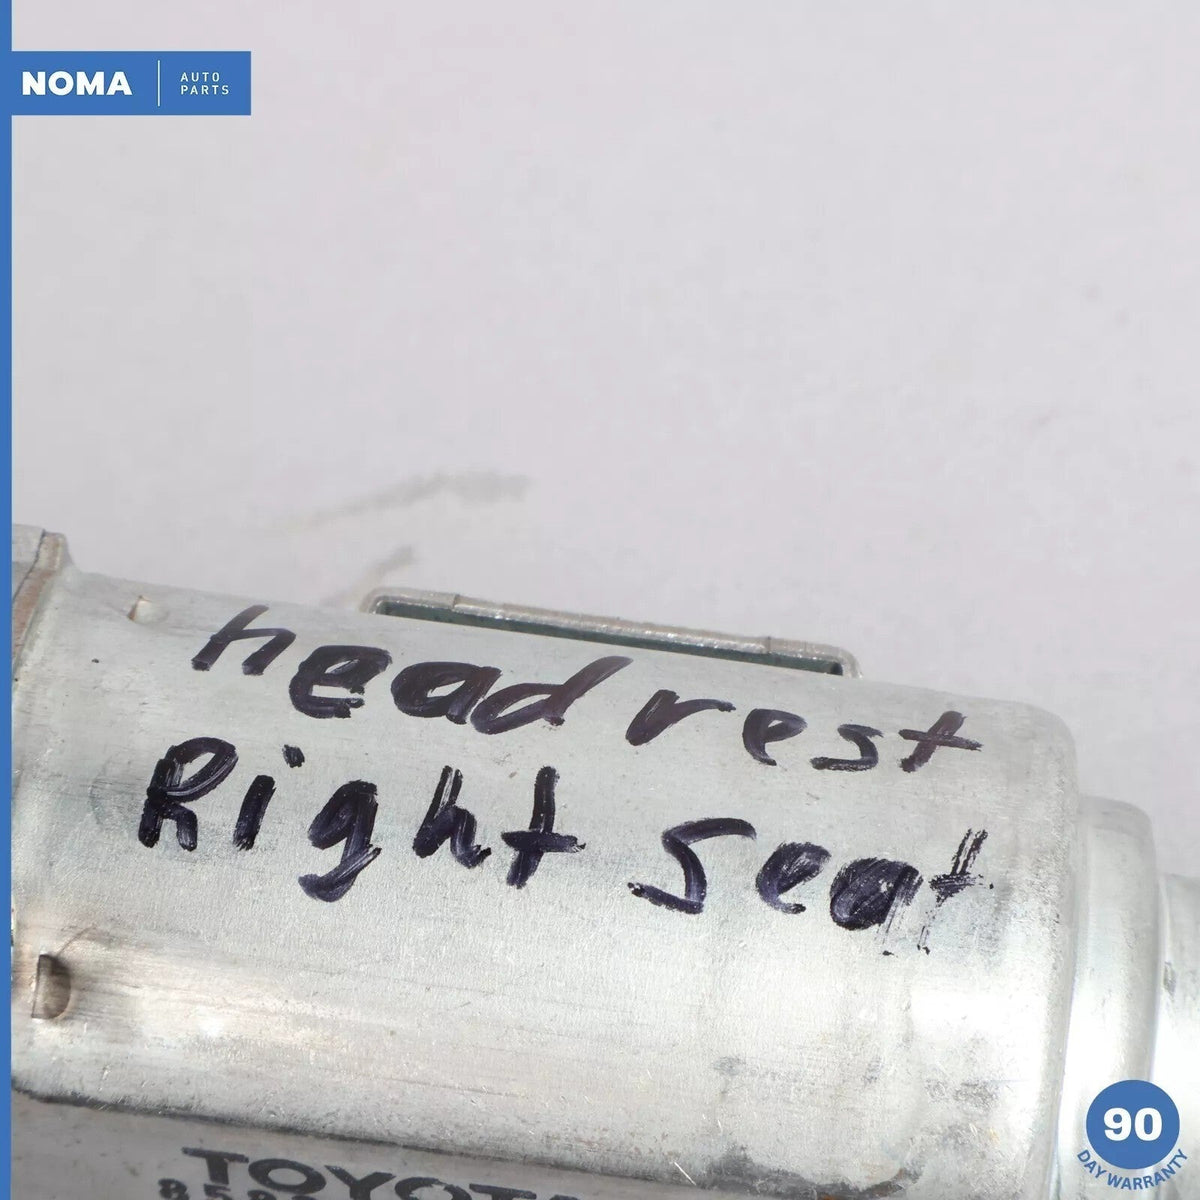 NOMA
AUTO
PARTS
headrest
Right Seat
TOYOTA
90
DAY WARRANTY